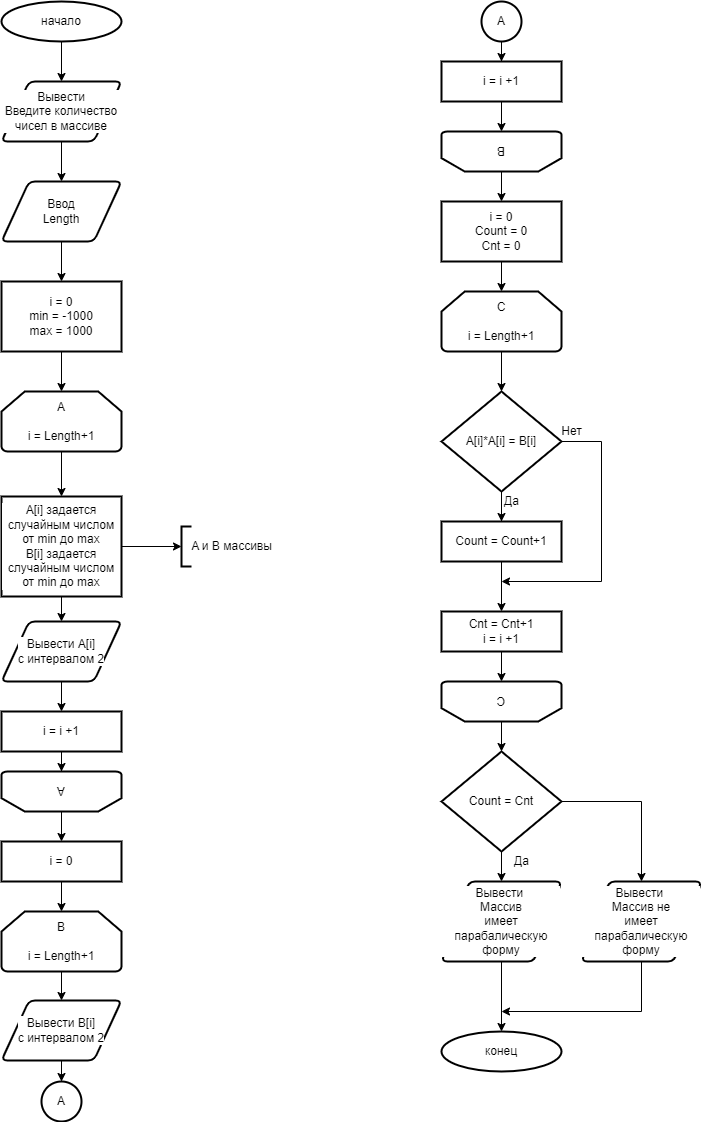 начало
Вывести
Введите количество
чисел в массиве
Ввод
Length
i = 0
min = -1000
max = 1000
A
i = Length+1
A[i] задается
случайным числом
от min до max
B[i] задается
случайным числом
от min до max
A и B массивы
Вывести A[i]
с интервалом 2
i = i +1
A
i = 0
B
i = Length+1
Вывести B[i]
с интервалом 2
A
A
i = i +1
B
i = 0
Count = 0
Cnt = 0
C
i = Length+1
A[i]*A[i] = B[i]
Нет
Да
Count = Count+1
Cnt = Cnt+1
i = i +1
C
Count = Cnt
Да
Вывести
Массив
имеет
парабалическую
форму
Вывести
Массив не
имеет
парабалическую
форму
конец